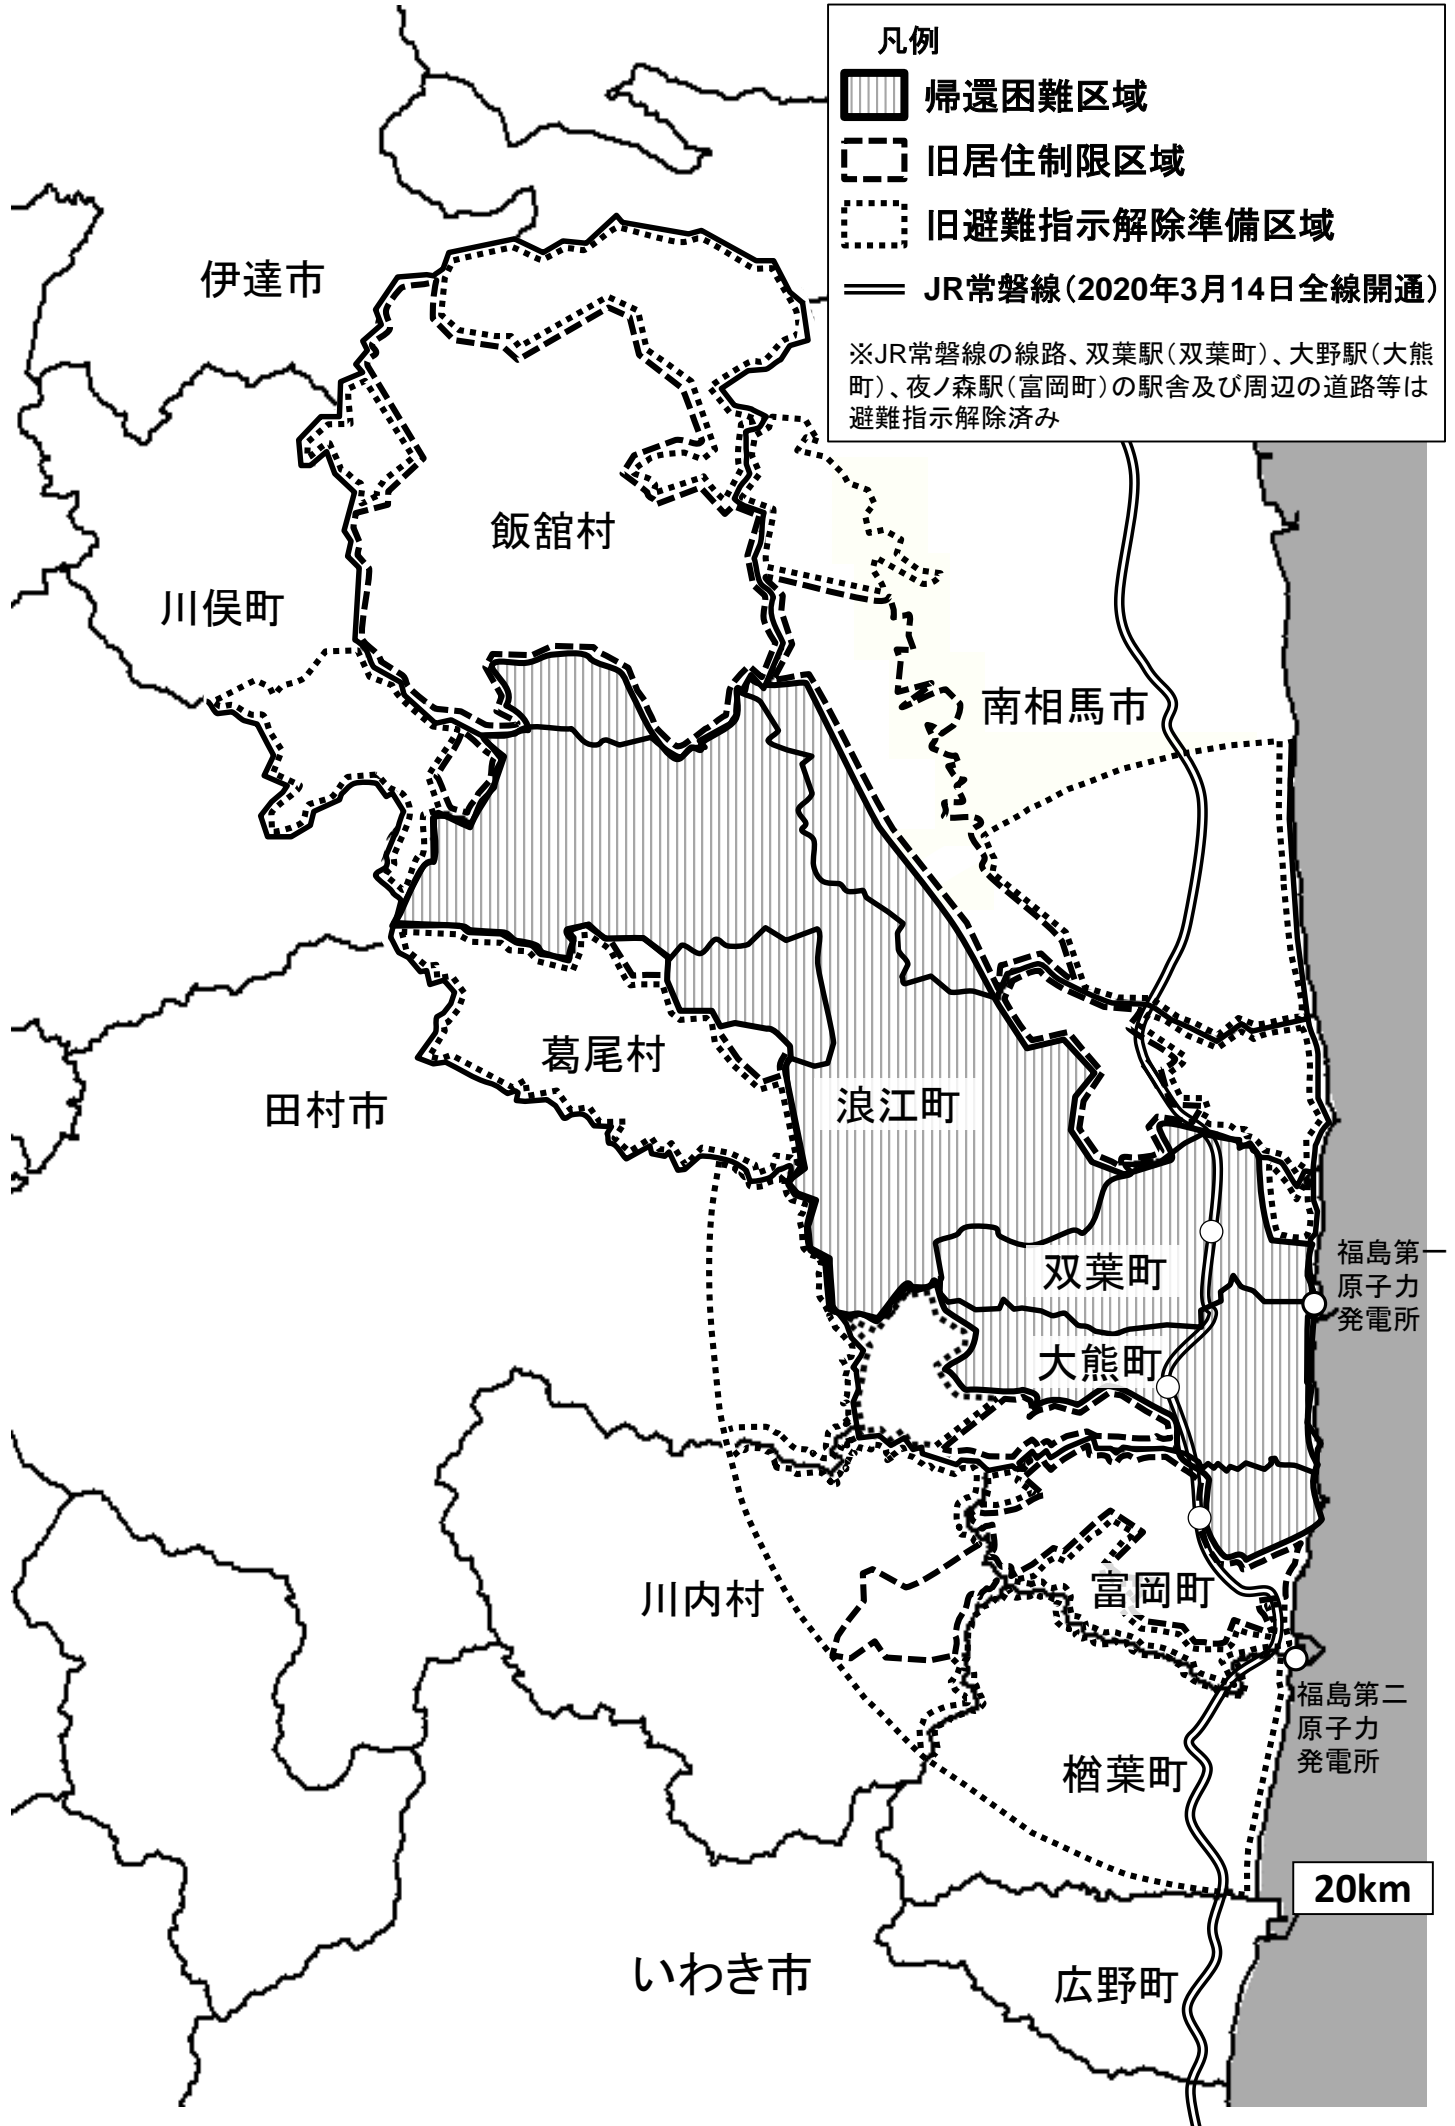 凡例
帰還困難区域
旧居住制限区域
旧避難指示解除準備区域
JR常磐線(2020年3月14日全線開通)
※JR常磐線の線路、双葉駅(双葉町)、大野駅(大熊
町)、夜ノ森駅(富岡町)の駅舎及び周辺の道路等は
避難指示解除済み
伊達市
飯舘村
川俣町
南相馬市
葛尾村
田村市
浪江町
双葉町
福島第一
原子力
発電所
大熊町
川内村
富岡町
福島第二
原子力
発電所
楢葉町
20km
いわき市
広野町